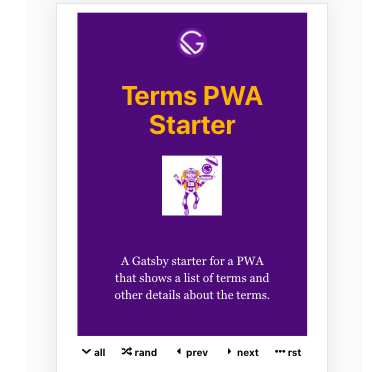 Terms PWA
Starter
A Gatsby starter for a PWA
that shows a list of terms and
other details about the terms.
all rand prev next rst